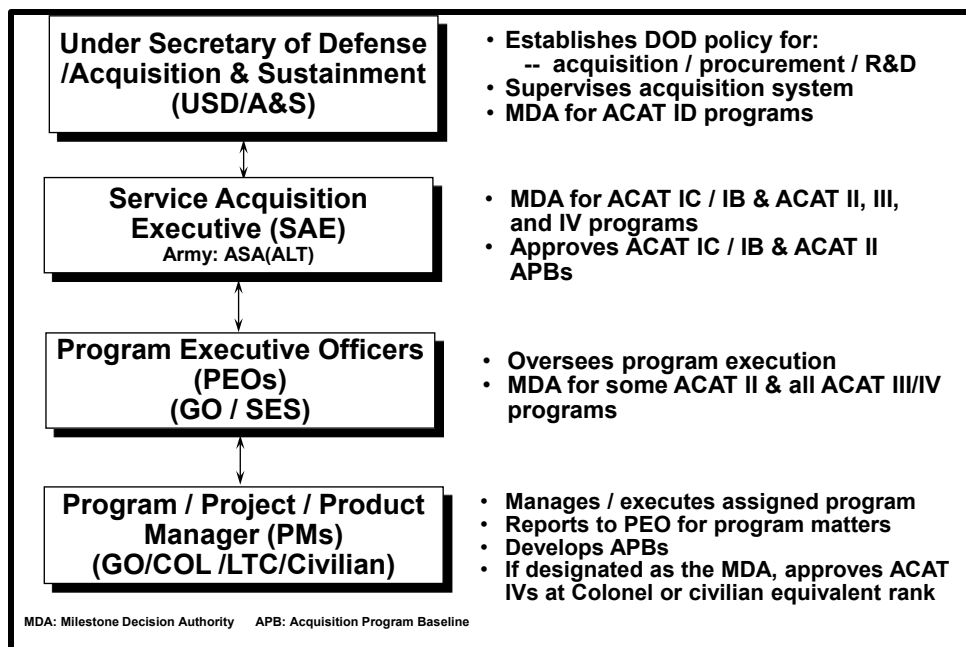 Under Secretary of Defense
/Acquisition & Sustainment
(USD/A&S)
• Establishes DOD policy for:
-- acquisition / procurement / R&D
• Supervises acquisition system
• MDA for ACAT ID programs
Service Acquisition
Executive (SAE)
Army: ASA(ALT)
• MDA for ACAT IC / IB & ACAT II, III,
and IV programs
• Approves ACAT IC / IB & ACAT II
APBs
Program Executive Officers
(PEOs)
(GO / SES)
• Oversees program execution
• MDA for some ACAT II & all ACAT III/IV
programs
Program / Project / Product
Manager (PMs)
(GO/COL /LTC/Civilian)
• Manages / executes assigned program
• Reports to PEO for program matters
• Develops APBs
• If designated as the MDA, approves ACAT
IVs at Colonel or civilian equivalent rank
MDA: Milestone Decision Authority APB: Acquisition Program Baseline